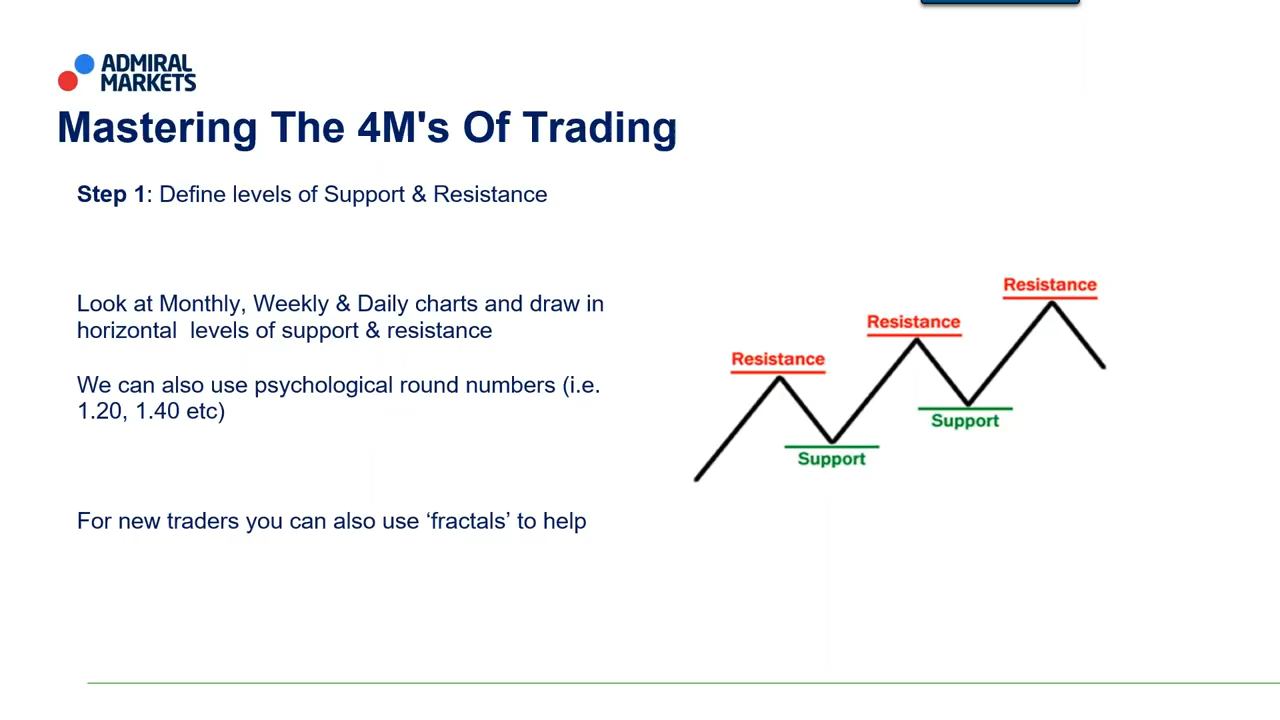 ADMIRAL
MARKETS
Mastering The 4M's Of Trading
Step 1: Define levels of Support & Resistance
Look at Monthly, Weekly & Daily charts and draw in
horizontal  levels of support & resistance
We can also use psychological round numbers (i.e.
1.20, 1.40 etc)
For new traders you can also use ‘fractals’ to help
Resistance
Resistance
Resistance
Support
Support